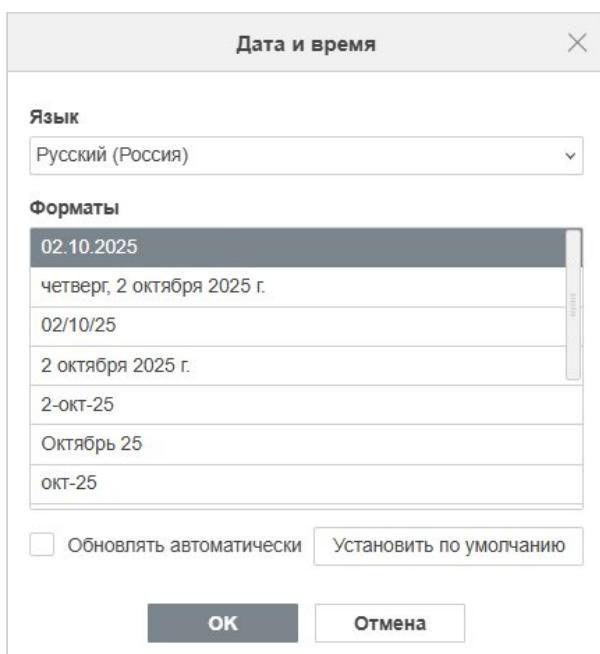 Дата и время
Язык
Русский (Россия)
Форматы
02.10.2025
четверг, 2 октября 2025 г.
02/10/25
2 октября 2025 г.
2-окт-25
Октябрь 25
окт-25
Обновлять автоматически
Установить по умолчанию
ОК
Отмена